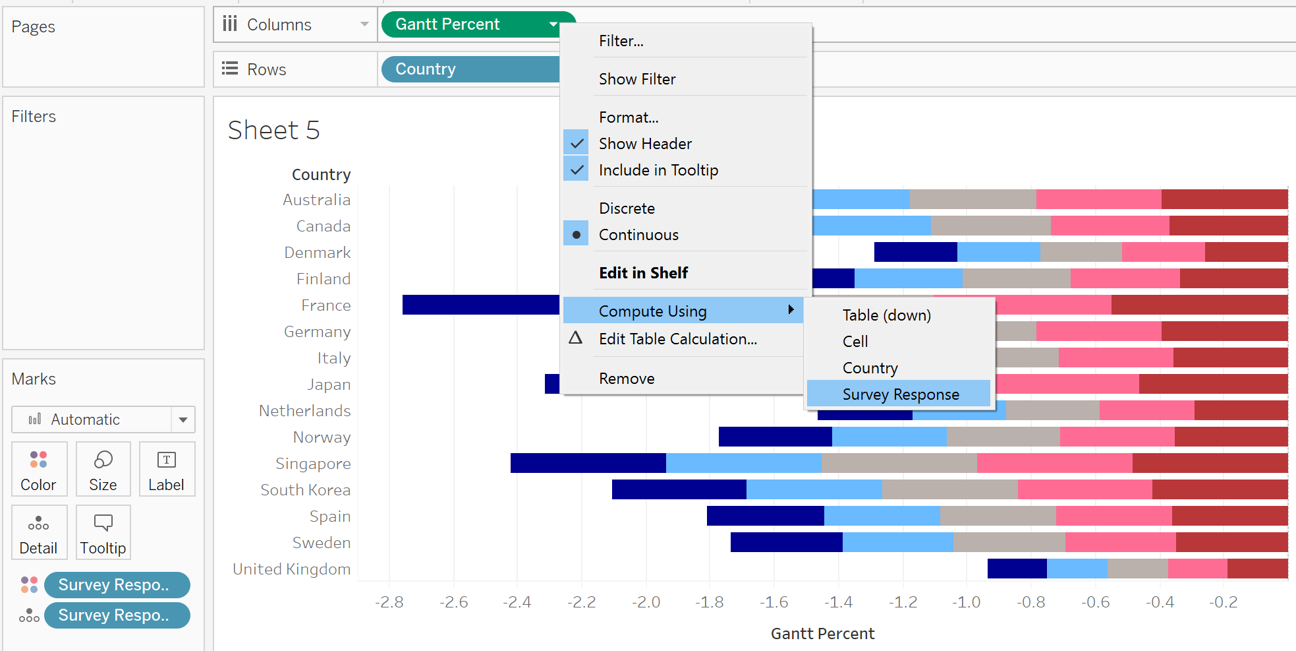 Pages
Columns
Gantt Percent
Rows
Country
Filters
Filter...
Show Filter
Format...
Show Header
Include in Tooltip
Discrete
Continuous
Edit in Shelf
Compute Using
Edit Table Calculation...
Remove
Table (down)
Cell
Country
Survey Response
Sheet 5
Country
Australia
Canada
Denmark
Finland
France
Germany
Italy
Japan
Netherlands
Norway
Singapore
South Korea
Spain
Sweden
United Kingdom
-2.8 -2.6 -2.4 -2.2 -2.0 -1.8 -1.6 -1.4 -1.2 -1.0 -0.8 -0.6 -0.4 -0.2
Gantt Percent
Marks
Automatic
Color Size Label
Detail Tooltip
Survey Respo..
Survey Respo..